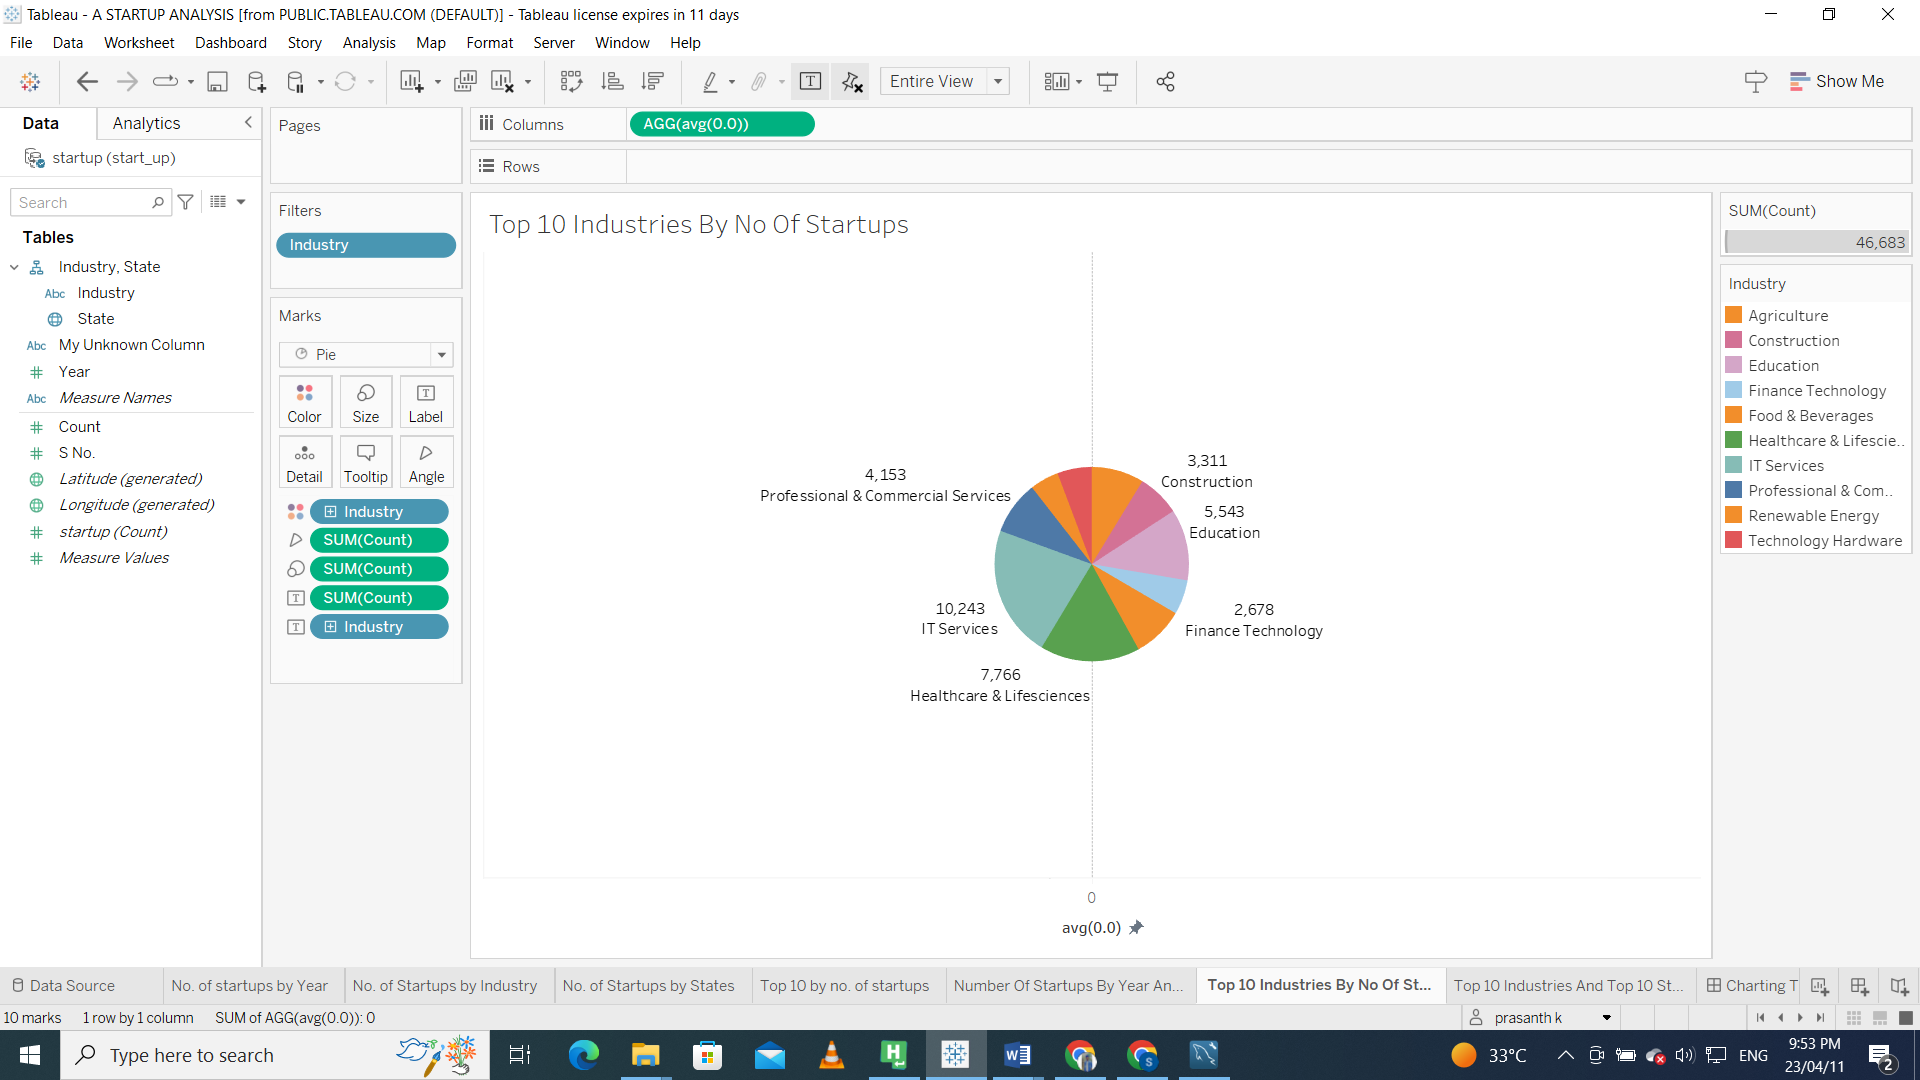 Tableau - A STARTUP ANALYSIS [from PUBLIC.TABLEAU.COM (DEFAULT)] - Tableau license expires in 11 days
File Data Worksheet Dashboard Story Analysis Map Format Server Window Help
Entire View
Show Me
Data Analytics
startup (start_up)
Search
Tables
Industry, State
Abc Industry
State
Abc My Unknown Column
Year
Abc Measure Names
Count
S No.
Latitude (generated)
Longitude (generated)
startup (Count)
Measure Values
Pages
Filters
Industry
Marks
Pie
Color Size Label
Detail Tooltip Angle
Industry
SUM(Count)
SUM(Count)
SUM(Count)
Industry
Columns AGG(avg(0.0))
Rows
Top 10 Industries By No Of Startups
4,153
Professional & Commercial Services
3,311
Construction
5,543
Education
10,243
IT Services
2,678
Finance Technology
7,766
Healthcare & Lifesciences
0
avg(0.0)
SUM(Count)
46,683
Industry
Agriculture
Construction
Education
Finance Technology
Food & Beverages
Healthcare & Lifescie..
IT Services
Professional & Com..
Renewable Energy
Technology Hardware
Data Source No. of startups by Year No. of Startups by Industry No. of Startups by States Top 10 by no. of startups Number Of Startups By Year An... Top 10 Industries By No Of St... Top 10 Industries And Top 10 St... Charting T
10 marks 1 row by 1 column SUM of AGG(avg(0.0)): 0 prasanth k
Type here to search
33°C ENG
9:53 PM
23/04/11
2